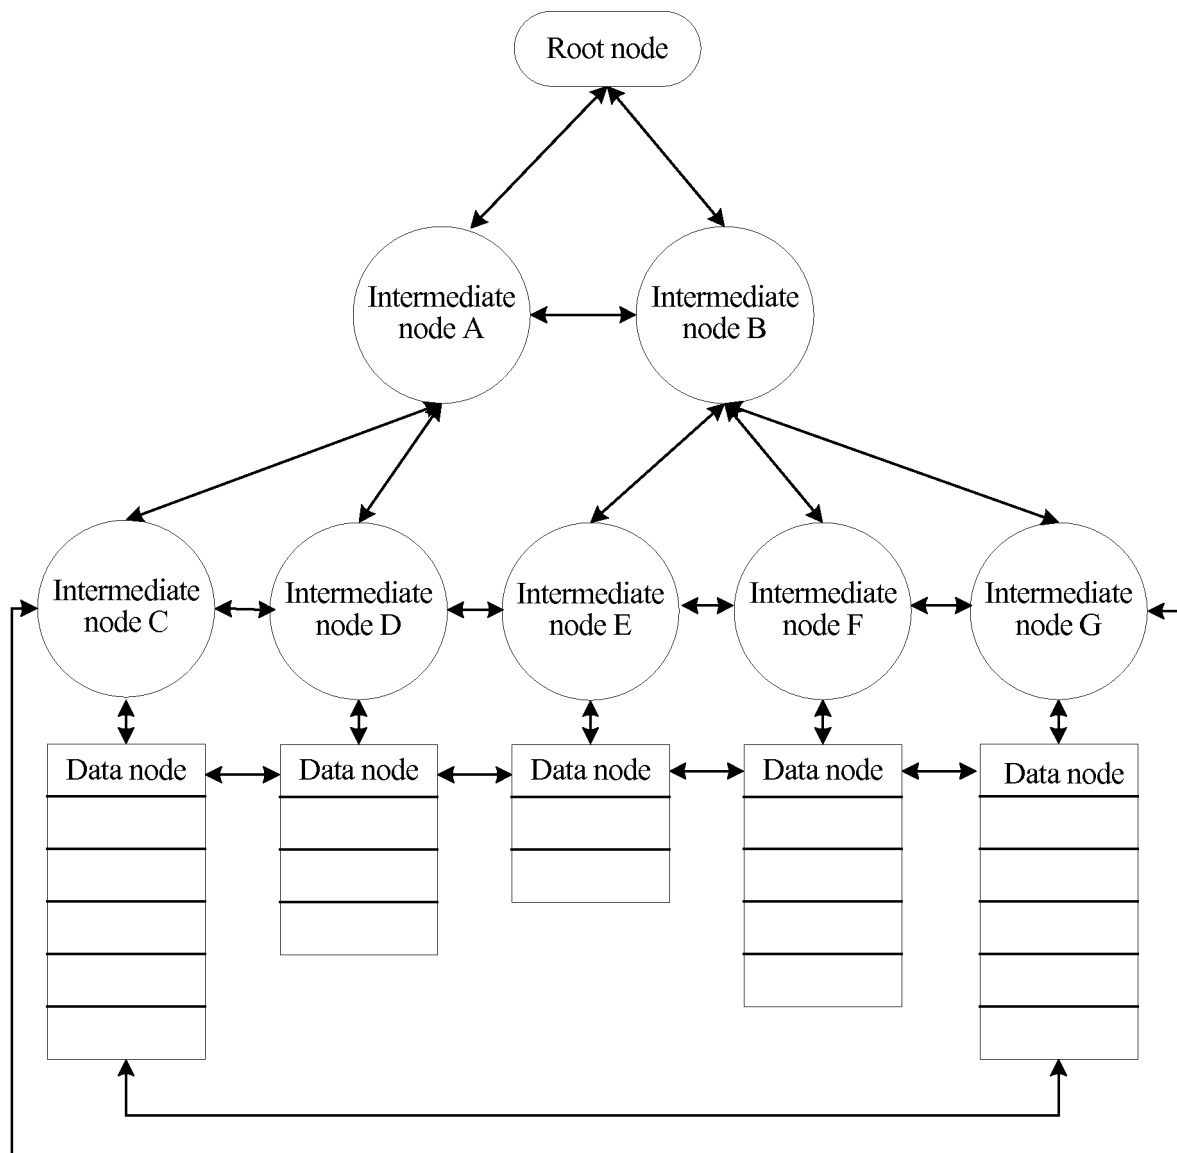 Root node
Intermediate
node A
Intermediate
node B
Intermediate
node C
Intermediate
node D
Intermediate
node E
Intermediate
node F
Intermediate
node G
Data node
Data node
Data node
Data node
Data node